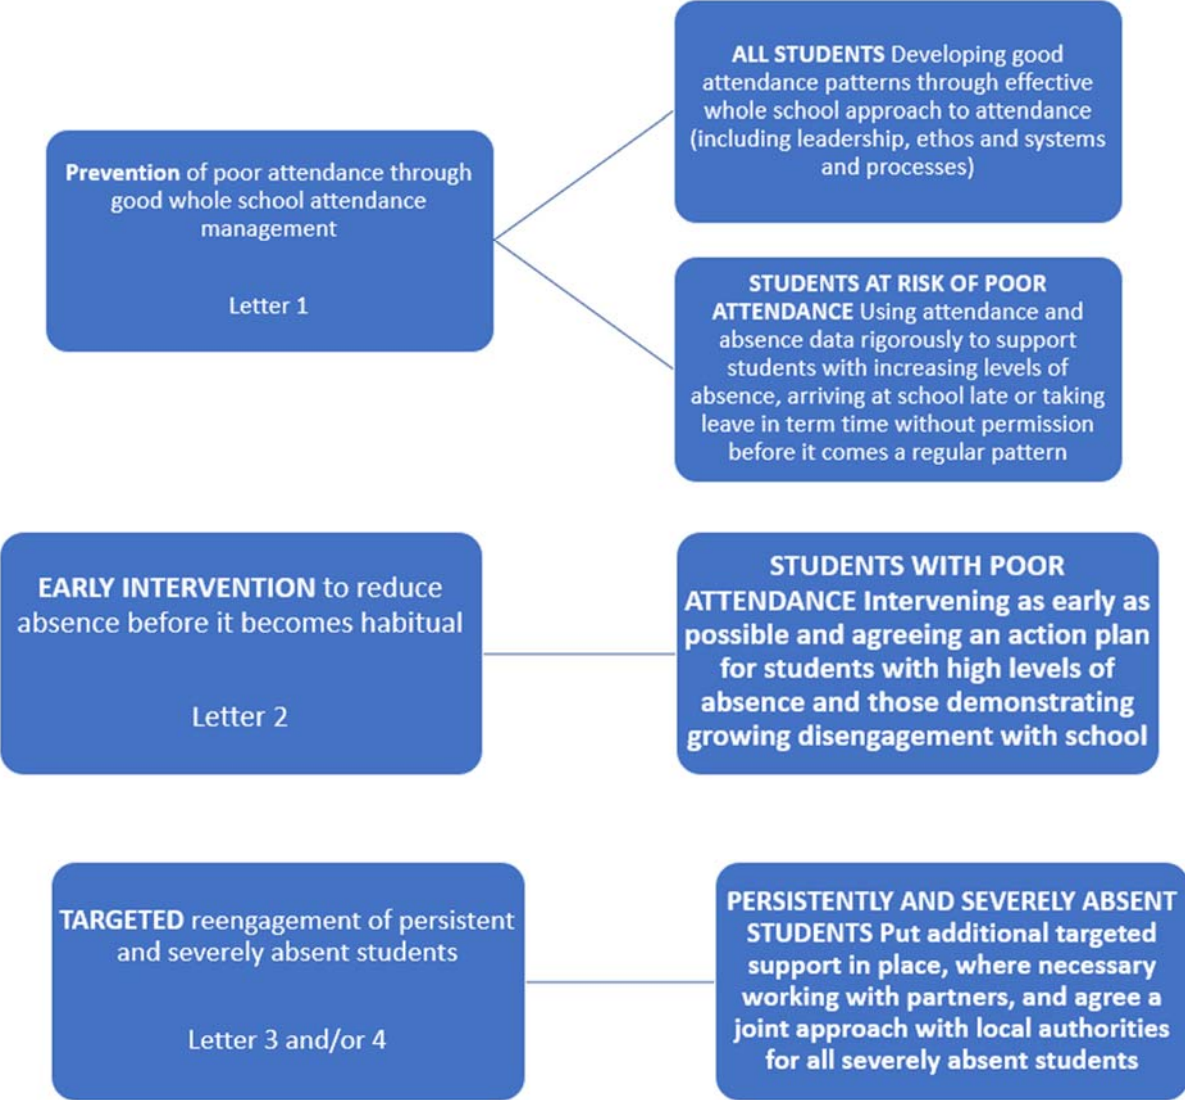 Prevention of poor attendance through
good whole school attendance
management
Letter 1
ALL STUDENTS Developing good
attendance patterns through effective
whole school approach to attendance
(including leadership, ethos and systems
and processes)
STUDENTS AT RISK OF POOR
ATTENDANCE Using attendance and
absence data rigorously to support
students with increasing levels of
absence, arriving at school late or taking
leave in term time without permission
before it comes a regular pattern
EARLY INTERVENTION to reduce
absence before it becomes habitual
Letter 2
STUDENTS WITH POOR
ATTENDANCE Intervening as early as
possible and agreeing an action plan
for students with high levels of
absence and those demonstrating
growing disengagement with school
TARGETED reengagement of persistent
and severely absent students
Letter 3 and/or 4
PERSISTENTLY AND SEVERELY ABSENT
STUDENTS Put additional targeted
support in place, where necessary
working with partners, and agree a
joint approach with local authorities
for all severely absent students